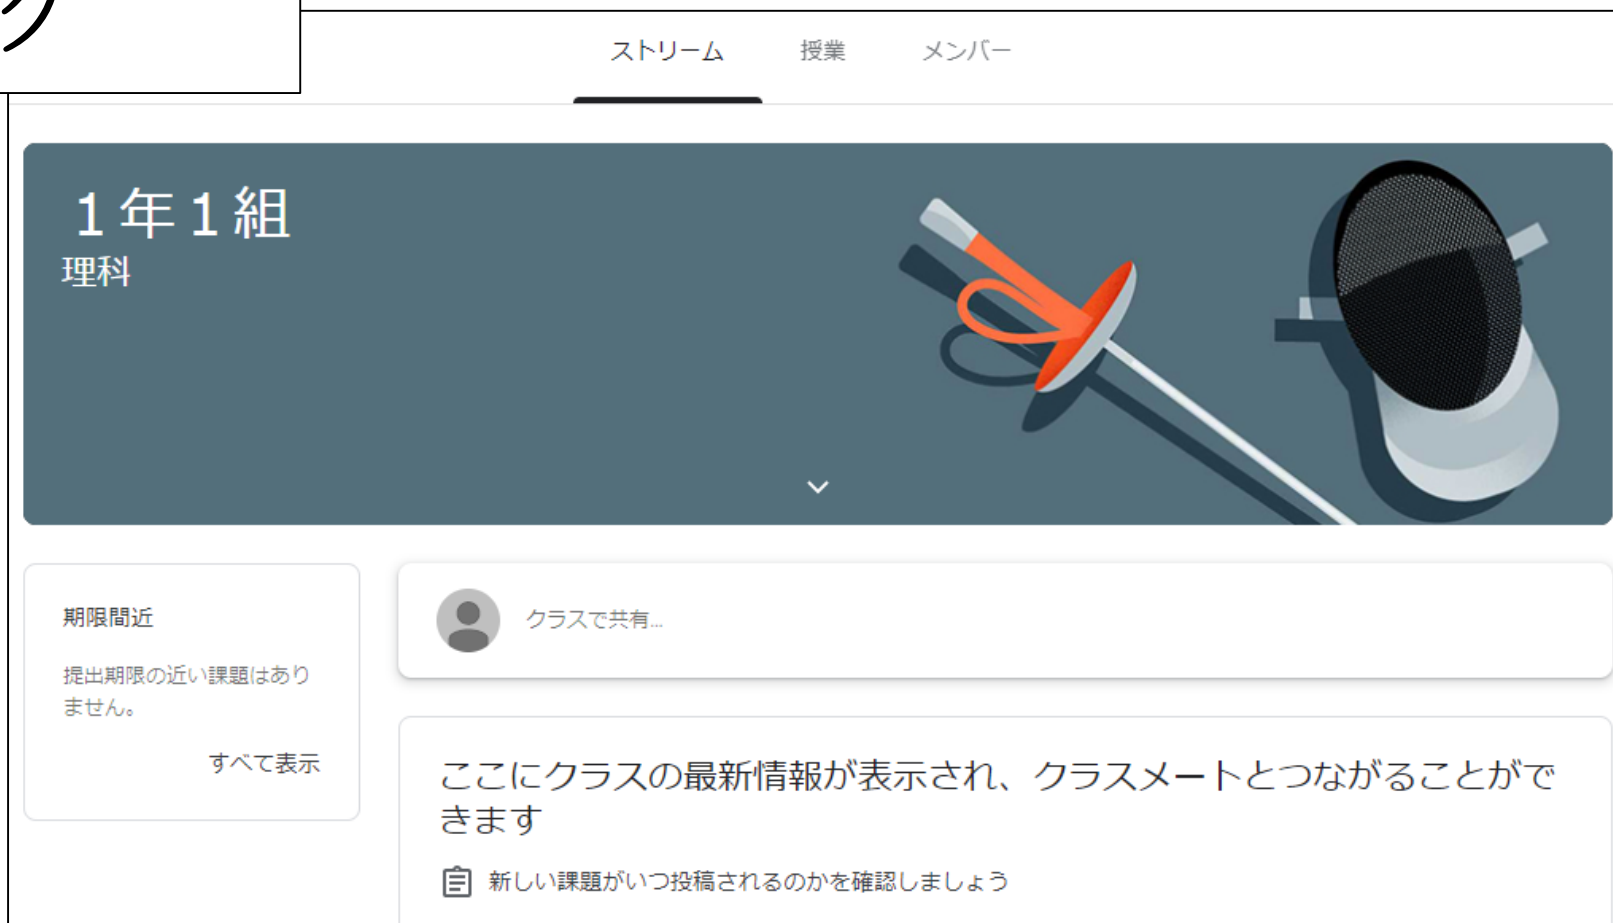 ク
ストリーム 授業 メンバー
１年１組
理科
期限間近
提出期限の近い課題はあり
ません。
すべて表示
クラスで共有...
ここにクラスの最新情報が表示され、クラスメートとつながることがで
きます
新しい課題がいつ投稿されるのかを確認しましょう